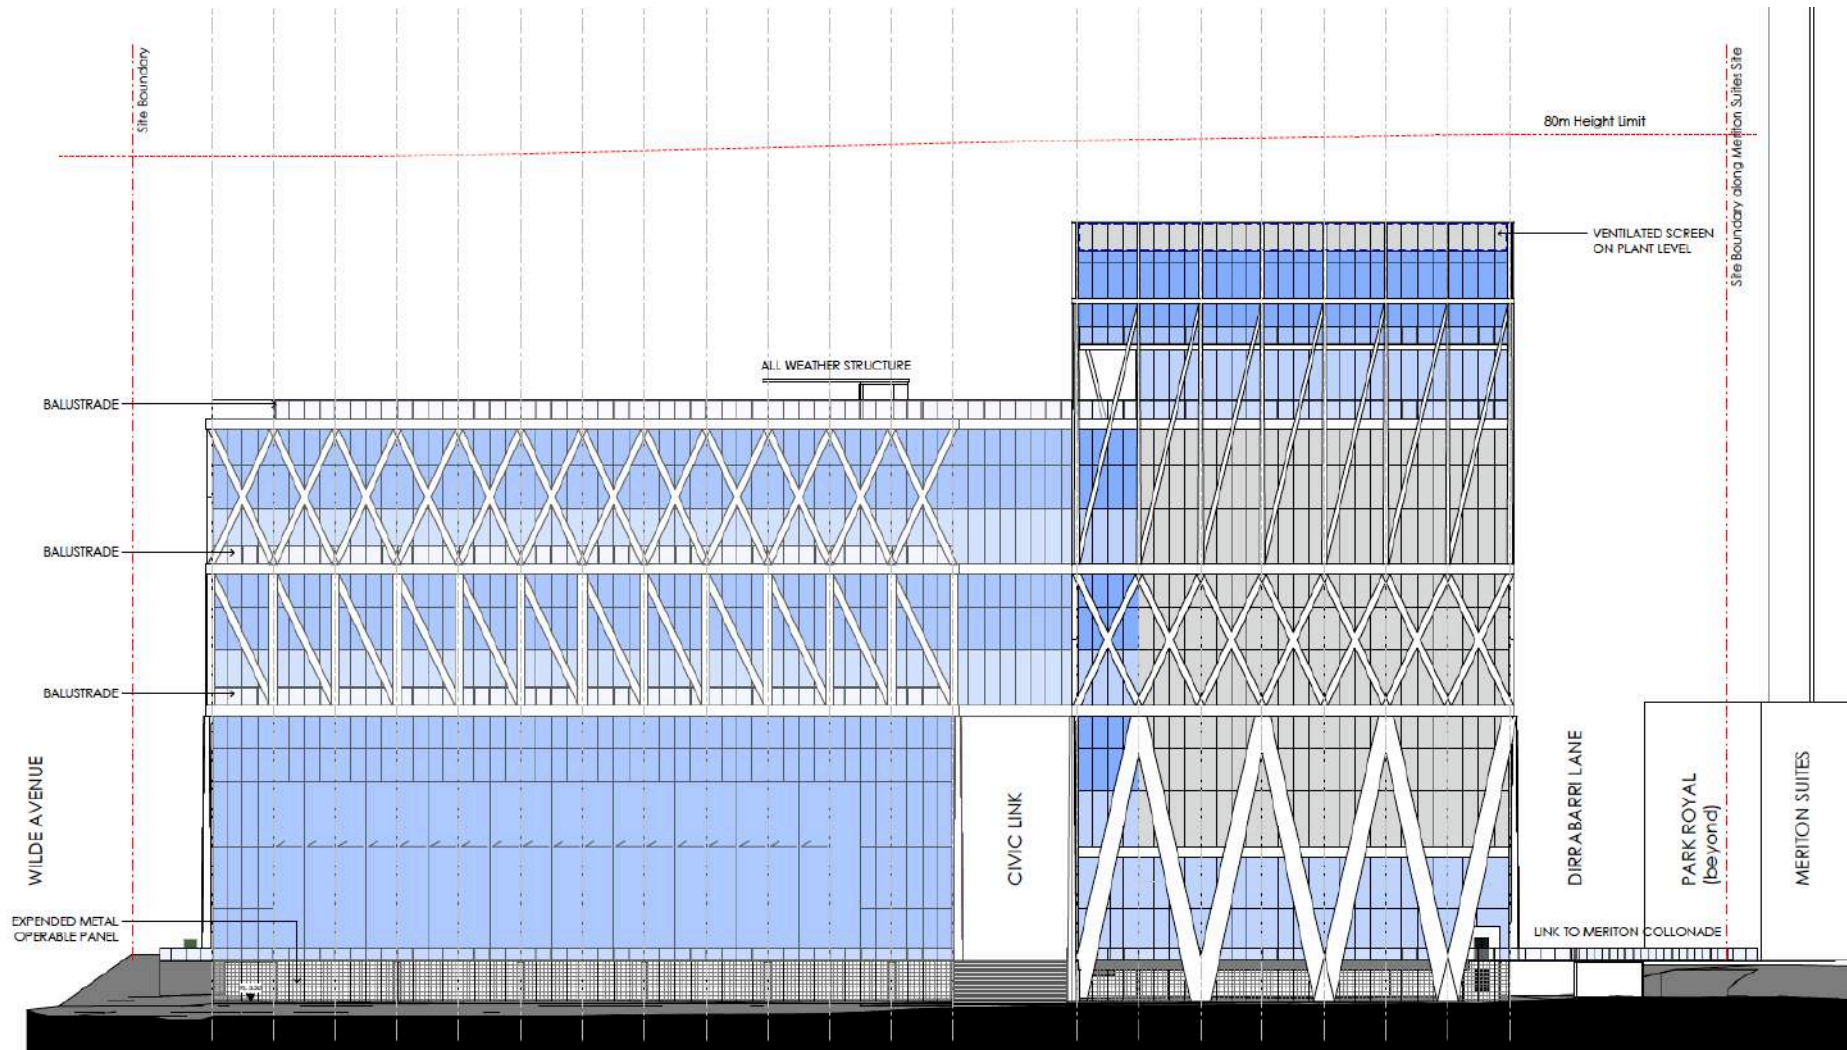 Site Boundary
80m Height Limit
Site Boundary along Meriton Suites Site
VENTILATED SCREEN
ON PLANT LEVEL
ALL WEATHER STRUCTURE
BALUSTRADE
BALUSTRADE
BALUSTRADE
WILDE AVENUE
CIVIC LINK
DIRRABARRI LANE
PARKROYAL
(beyond)
MERITON SUITES
EXPENDED METAL
OPERABLE PANEL
LINK TO MERITON COLLONADE